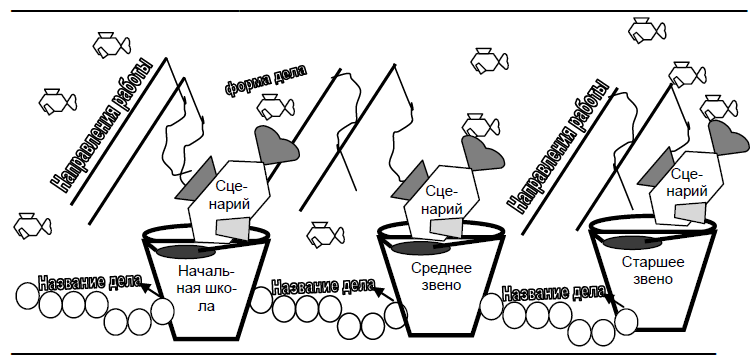 Направления работы
форма дела
Направления работы
Сце-
нарий
Сце-
нарий
Сце-
нарий
Началь-
ная шко-
ла
Среднее
звено
Старшее
звено
Название дела
Название дела
Название дела